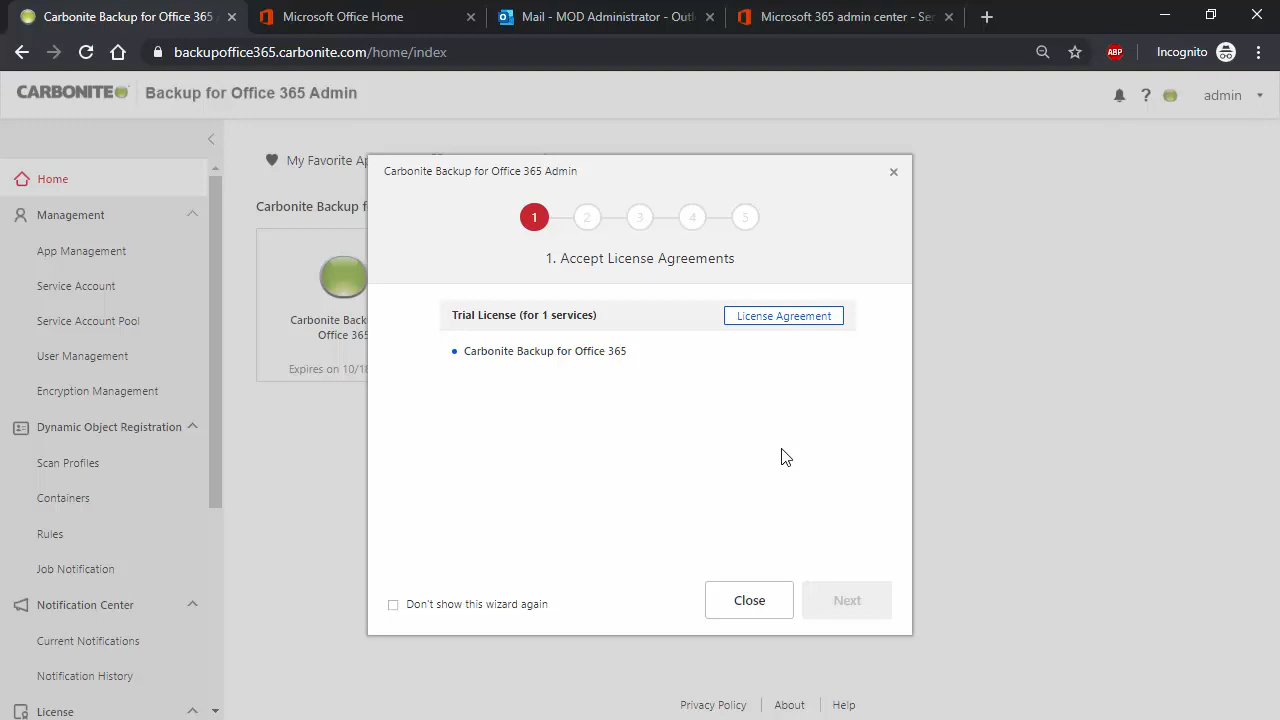 Carbonite Backup for Office 365
Microsoft Office Home
Mail - MOD Administrator - Outl
Microsoft 365 admin center - Ser
backupoffice365.carbonite.com/home/index
ABP
Incognito
CARBONITE
Backup for Office 365 Admin
?
admin
Home
Management
App Management
Service Account
Service Account Pool
User Management
Encryption Management
Dynamic Object Registration
Scan Profiles
Containers
Rules
Job Notification
Notification Center
Current Notifications
Notification History
License
My Favorite Ap
Carbonite Backup f
Carbonite Back
Office 365
Expires on 10/18
Carbonite Backup for Office 365 Admin
1 2 3 4 5
1. Accept License Agreements
Trial License (for 1 services)
License Agreement
Carbonite Backup for Office 365
Don't show this wizard again
Close
Next
Privacy Policy
About
Help